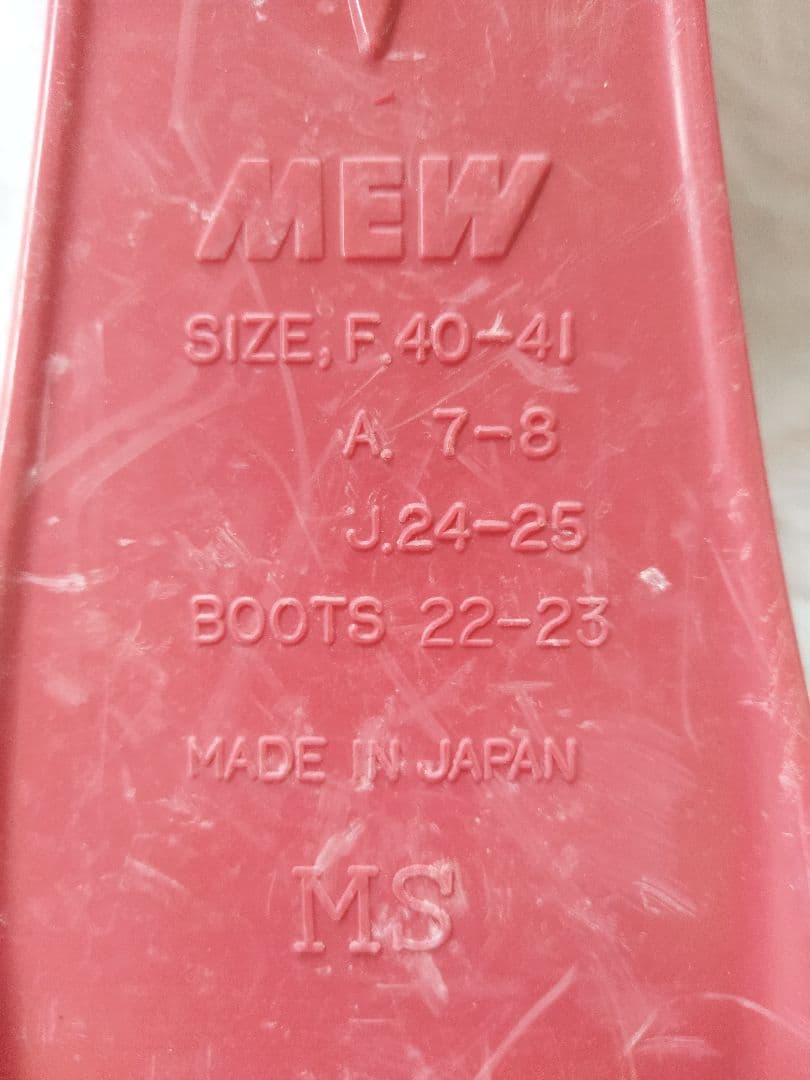 MEW
SIZE, F.40-41
A. 7-8
J.24-25
BOOTS 22-23
MADE IN JAPAN
MS